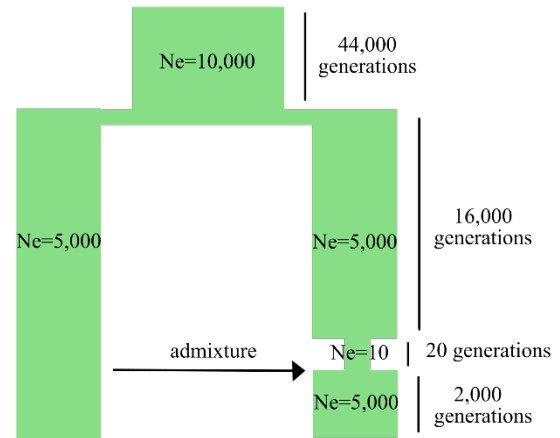 Ne=10,000
44,000
generations
Ne=5,000
Ne=5,000
16,000
generations
admixture
Ne=10
20 generations
Ne=5,000
2,000
generations